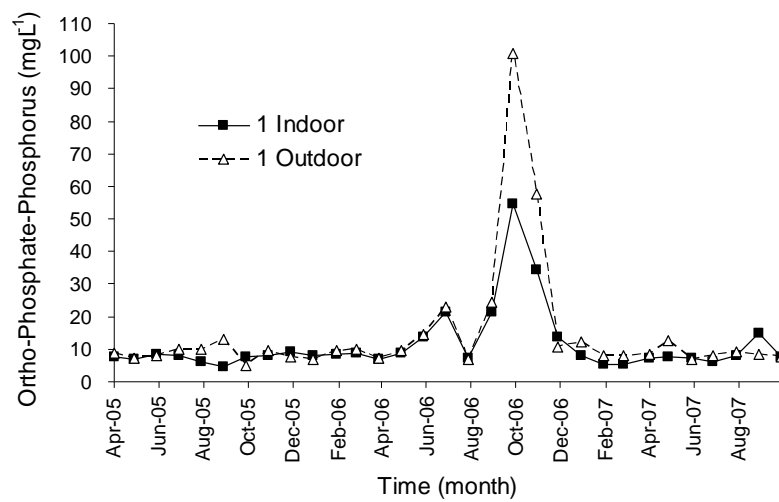 Ortho-Phosphate-Phosphorus (mgL-1)
110
100
90
80
70
60
50
40
30
20
10
0
1 Indoor
1 Outdoor
Apr-05
Jun-05
Aug-05
Oct-05
Dec-05
Feb-06
Apr-06
Jun-06
Aug-06
Oct-06
Dec-06
Feb-07
Apr-07
Jun-07
Aug-07
Time (month)